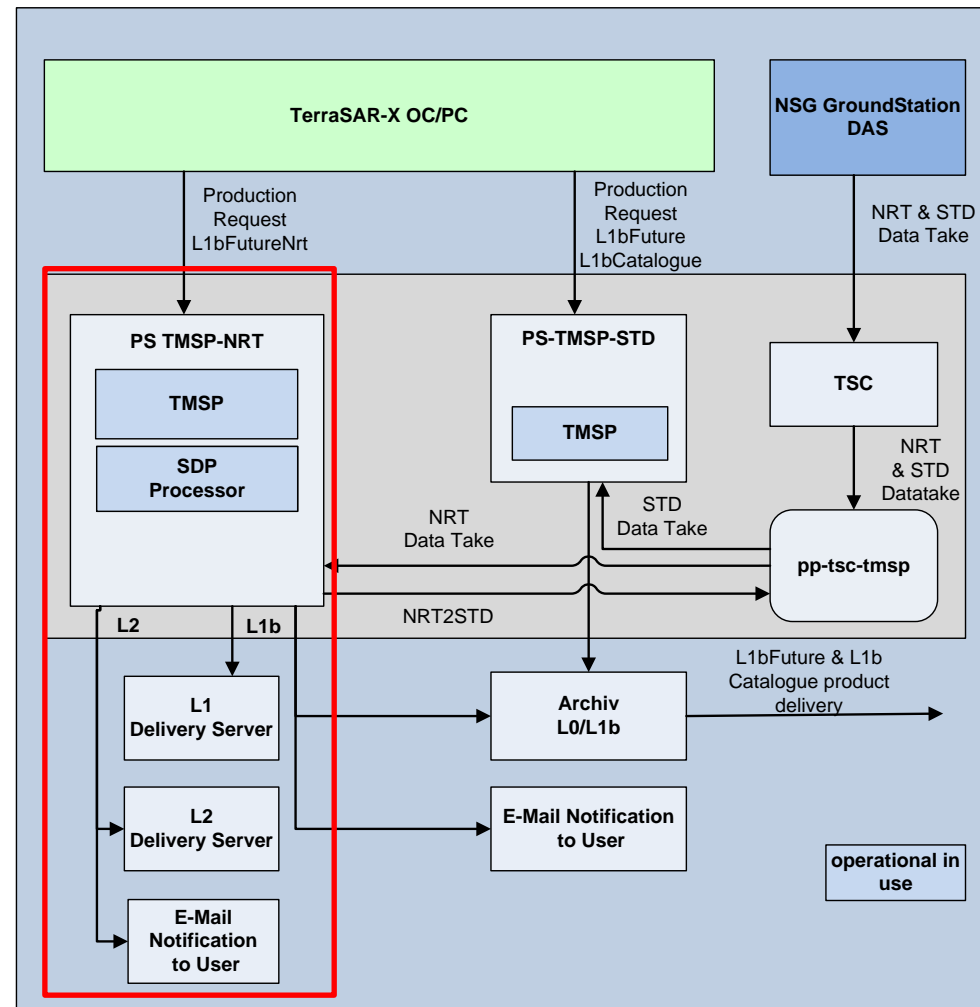 TerraSAR-X OC/PC
NSG GroundStation
DAS
Production
Request
L1bFutureNrt
Production
Request
L1bFuture
L1bCatalogue
NRT & STD
Data Take
PS TMSP-NRT
TMSP
SDP
Processor
PS-TMSP-STD
TMSP
TSC
NRT
& STD
Datatake
NRT
Data Take
STD
Data Take
pp-tsc-tmsp
NRT2STD
L2
L1b
L1
Delivery Server
Archiv
L0/L1b
L1bFuture & L1b
Catalogue product
delivery
L2
Delivery Server
E-Mail Notification
to User
operational in
use
E-Mail
Notification
to User